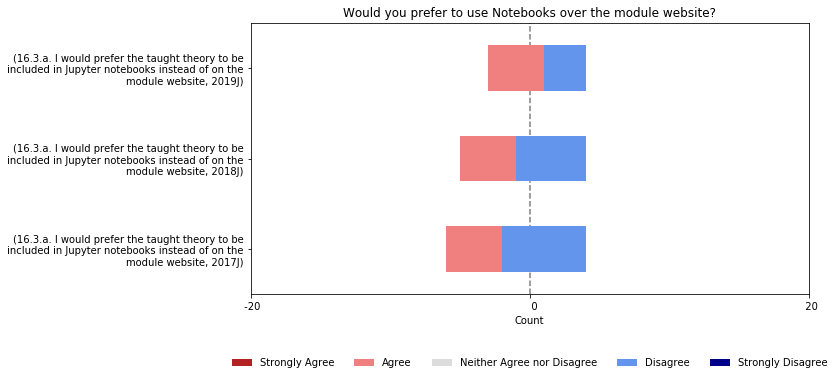 Would you prefer to use Notebooks over the module website?
(16.3.a. I would prefer the taught theory to be
included in Jupyter notebooks instead of on the
module website, 2019J)
(16.3.a. I would prefer the taught theory to be
included in Jupyter notebooks instead of on the
module website, 2018J)
(16.3.a. I would prefer the taught theory to be
included in Jupyter notebooks instead of on the
module website, 2017J)
-20 0 20
Count
Strongly Agree Agree Neither Agree nor Disagree Disagree Strongly Disagree